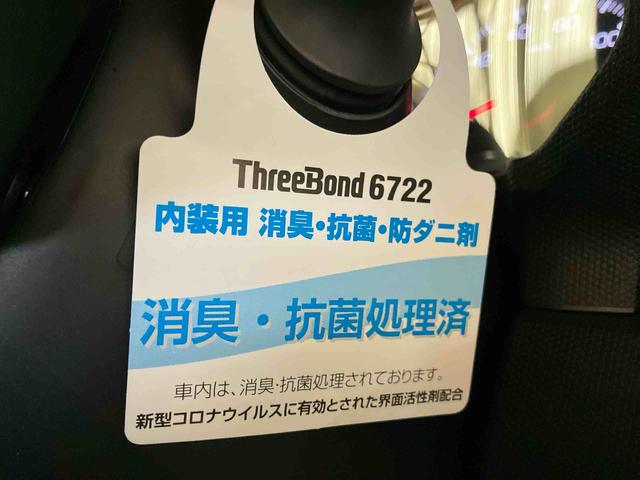 ThreeBond 6722
内装用 消臭・抗菌・防ダニ剤
消臭・抗菌処理済
車内は、消臭・抗菌処理されております。
新型コロナウイルスに有効とされた界面活性剤配合
100